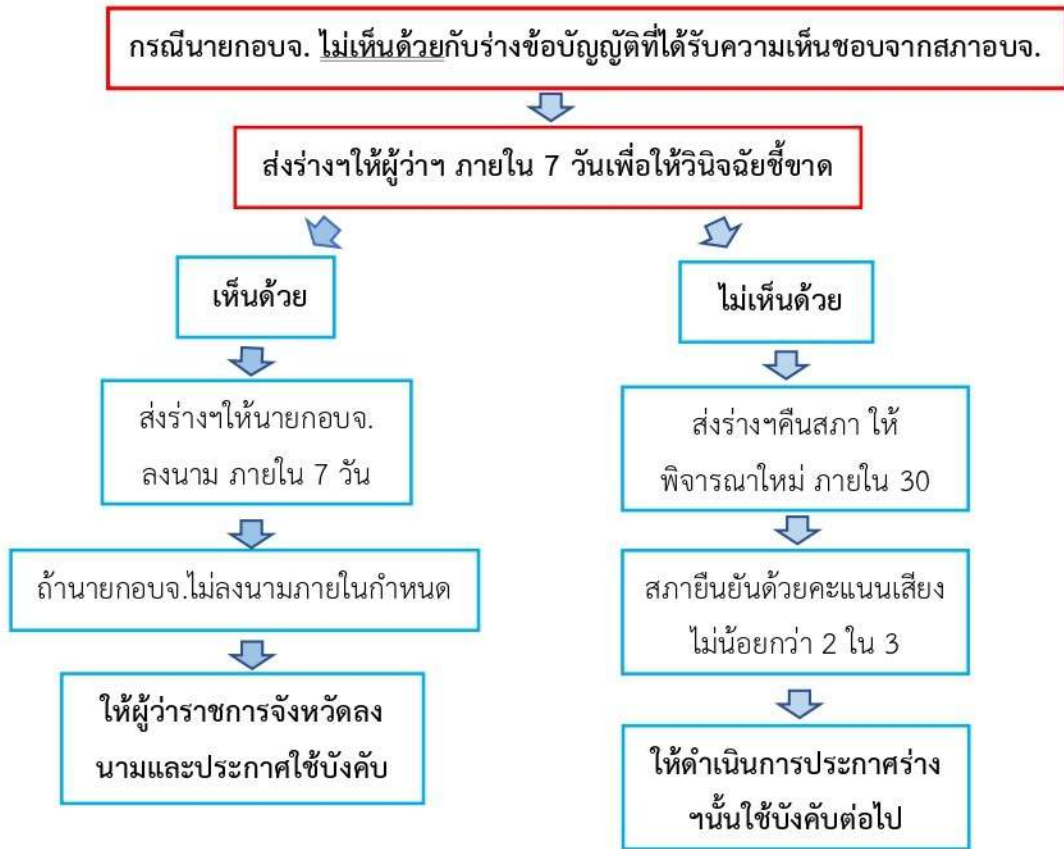 กรณีนายกอบจ. ไม่เห็นด้วยกับร่างข้อบัญญัติที่ได้รับความเห็นชอบจากสภาอบจ.
ส่งร่างฯให้ผู้ว่าฯ ภายใน 7 วันเพื่อให้วินิจฉัยชี้ขาด
เห็นด้วย
ส่งร่างฯให้นายกอบจ.
ลงนาม ภายใน 7 วัน
ถ้านายกอบจ.ไม่ลงนามภายในกำหนด
ให้ผู้ว่าราชการจังหวัดลง
นามและประกาศใช้บังคับ
ไม่เห็นด้วย
ส่งร่างฯคืนสภา ให้
พิจารณาใหม่ ภายใน 30
สภายืนยันด้วยคะแนนเสียง
ไม่น้อยกว่า 2 ใน 3
ให้ดำเนินการประกาศร่าง
ฯนั้นใช้บังคับต่อไป